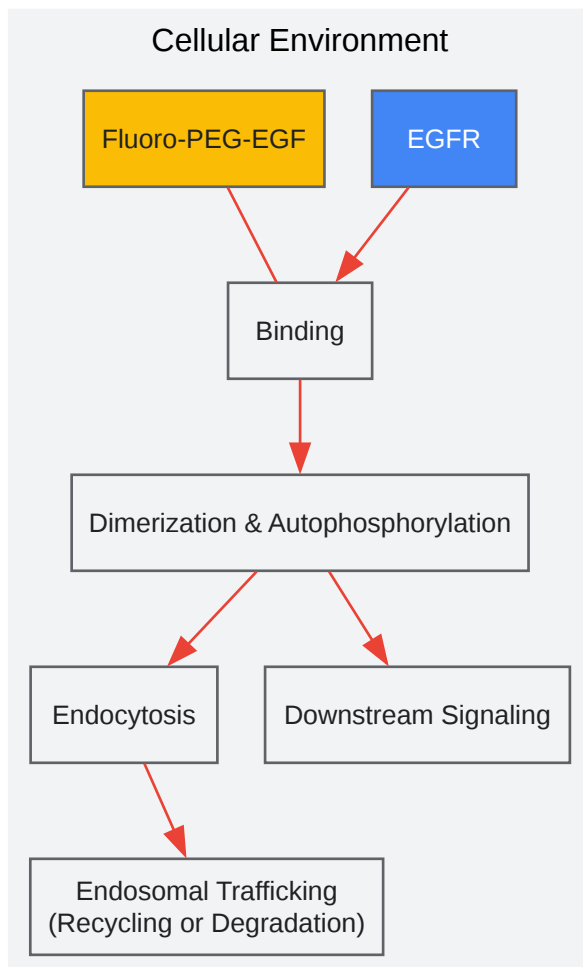 Cellular Environment
Fluoro-PEG-EGF
EGFR
Binding
Dimerization & Autophosphorylation
Endocytosis
Downstream Signaling
Endosomal Trafficking
(Recycling or Degradation)